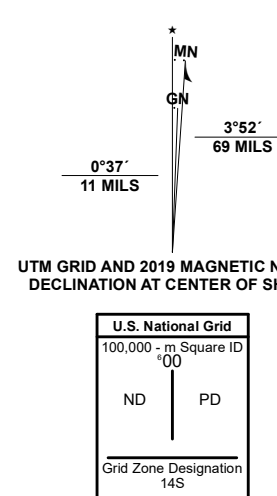 ★
MN
GN
3°52´
69 MILS
0°37´
11 MILS
UTM GRID AND 2019 MAGNETIC N
DECLINATION AT CENTER OF S
U.S. National Grid
100,000 - m Square ID
⁶00
ND PD
Grid Zone Designation
14S